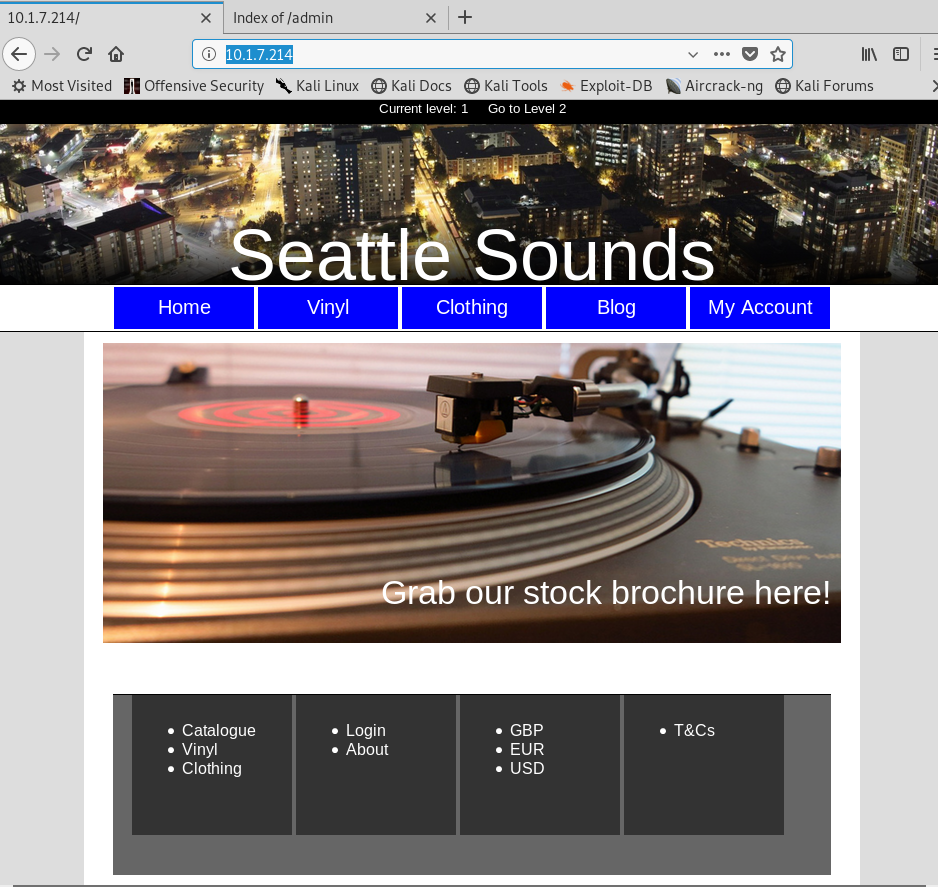 10.1.7.214/
Index of /admin
10.1.7.214
Most Visited Offensive Security Kali Linux Kali Docs Kali Tools Exploit-DB Aircrack-ng Kali Forums
Current level: 1 Go to Level 2
Seattle Sounds
Home Vinyl Clothing Blog My Account
Technics
Grab our stock brochure here!
Catalogue
Vinyl
Clothing
Login
About
GBP
EUR
USD
T&Cs